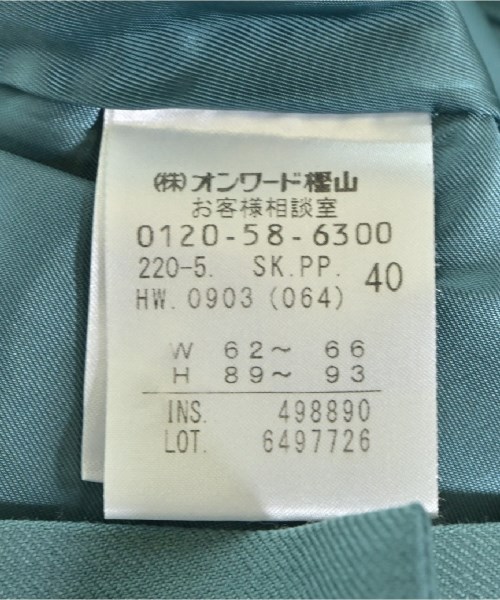 (株)オンワード樫山
お客様相談室
0120-58-6300
220-5. SK.PP. 40
HW.0903(064)
W 62～ 66
H 89～ 93
INS. 498890
LOT. 6497726